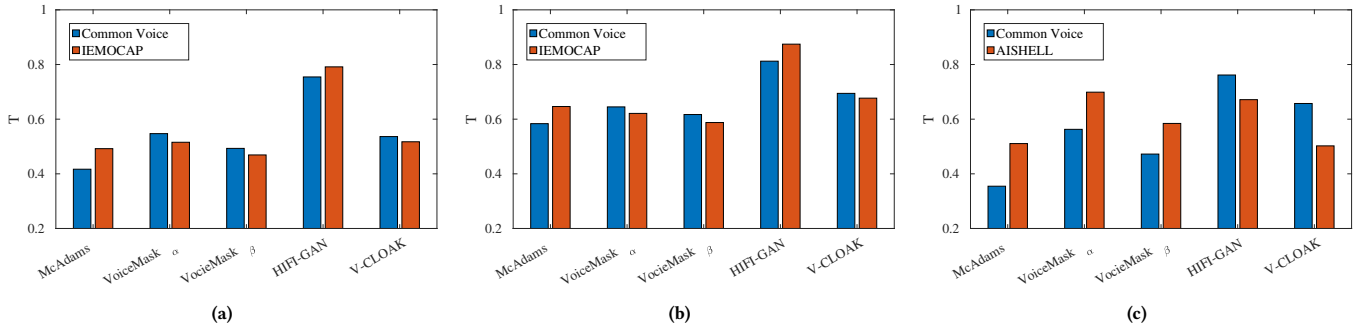 1
0.8
0.6
0.4
0.2
T
Common Voice
IEMOCAP
McAdams
VoiceMask α
VocieMask β
HIFI-GAN
V-CLOAK
(a)
1
0.8
0.6
0.4
0.2
T
Common Voice
IEMOCAP
McAdams
VoiceMask α
VocieMask β
HIFI-GAN
V-CLOAK
(b)
1
0.8
0.6
0.4
0.2
T
Common Voice
AISHELL
McAdams
VoiceMask α
VocieMask β
HIFI-GAN
V-CLOAK
(c)